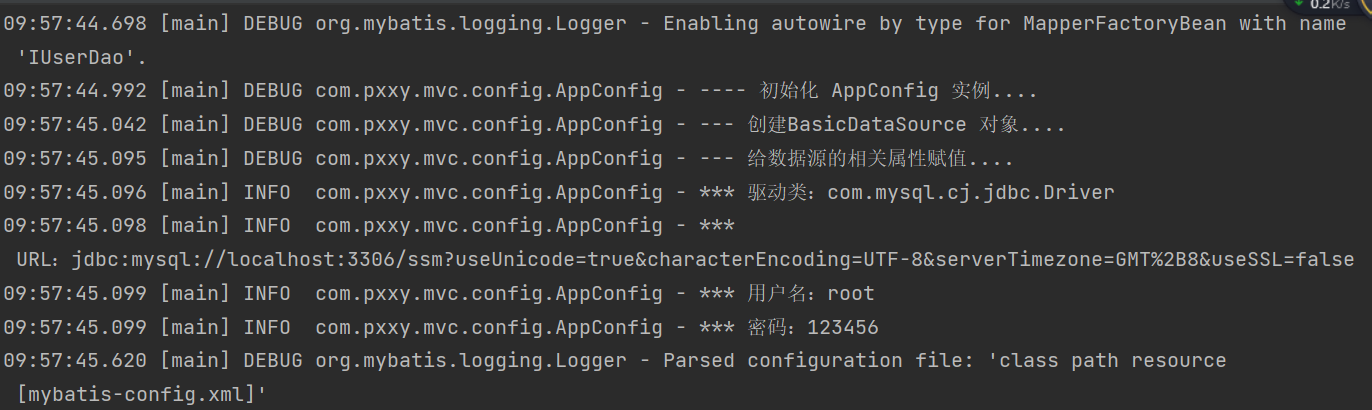 0.2K/s
09:57:44.698 [main] DEBUG org.mybatis.logging.Logger - Enabling autowire by type for MapperFactoryBean with name
'IUserDao'.
09:57:44.992 [main] DEBUG com.pxxy.mvc.config.AppConfig - ---- 初始化 AppConfig 实例....
09:57:45.042 [main] DEBUG com.pxxy.mvc.config.AppConfig - --- 创建BasicDataSource 对象....
09:57:45.095 [main] DEBUG com.pxxy.mvc.config.AppConfig - --- 给数据源的相关属性赋值....
09:57:45.096 [main] INFO  com.pxxy.mvc.config.AppConfig - *** 驱动类：com.mysql.cj.jdbc.Driver
09:57:45.098 [main] INFO  com.pxxy.mvc.config.AppConfig - ***
URL：jdbc:mysql://localhost:3306/ssm?useUnicode=true&characterEncoding=UTF-8&serverTimezone=GMT%2B8&useSSL=false
09:57:45.099 [main] INFO  com.pxxy.mvc.config.AppConfig - *** 用户名：root
09:57:45.099 [main] INFO  com.pxxy.mvc.config.AppConfig - *** 密码：123456
09:57:45.620 [main] DEBUG org.mybatis.logging.Logger - Parsed configuration file: 'class path resource
[mybatis-config.xml]'